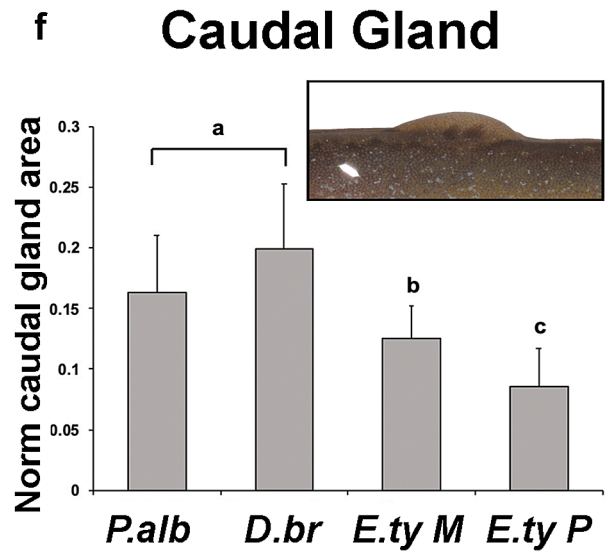 f
Caudal Gland
Norm caudal gland area
0.3
0.25
0.2
0.15
0.1
0.05
0
a
b
c
P.alb D.br E.ty M E.ty P